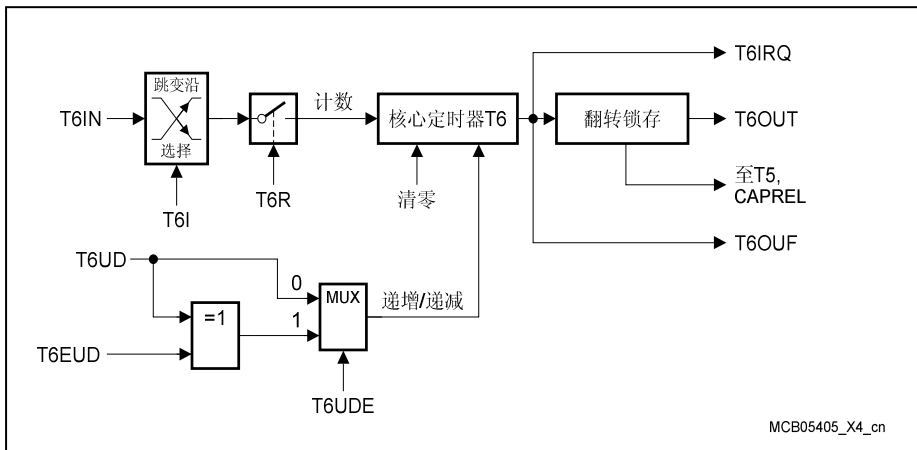 T6IRQ
跳变沿
T6IN
选择
计数
核心定时器T6
翻转锁存
T6OUT
T6I
T6R
清零
至T5,
CAPREL
T6UD
T6OUF
0
MUX
递增/递减
=1
1
T6EUD
T6UDE
MCB05405_X4_cn